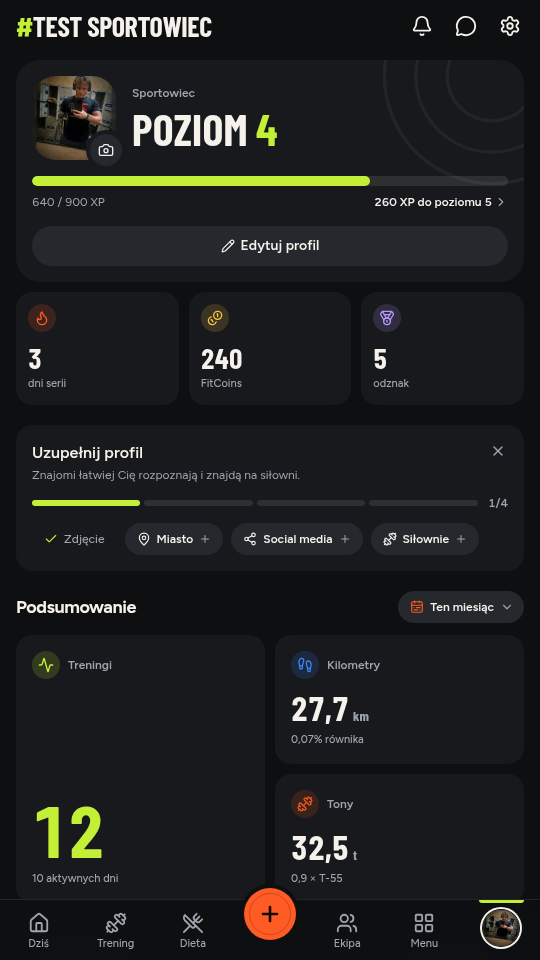 #TEST SPORTOWIEC
Sportowiec
POZIOM 4
640 / 900 XP
260 XP do poziomu 5
Edytuj profil
3
dni serii
240
FitCoins
5
odznak
Uzupełnij profil
Znajomi łatwiej Cię rozpoznają i znajdą na siłowni.
1/4
Zdjęcie
Miasto
Social media
Siłownie
Podsumowanie
Ten miesiąc
Treningi
12
10 aktywnych dni
Kilometry
27,7 km
0,07% równika
Tony
32,5 t
0,9 × T-55
Dziś
Trening
Dieta
Ekipa
Menu